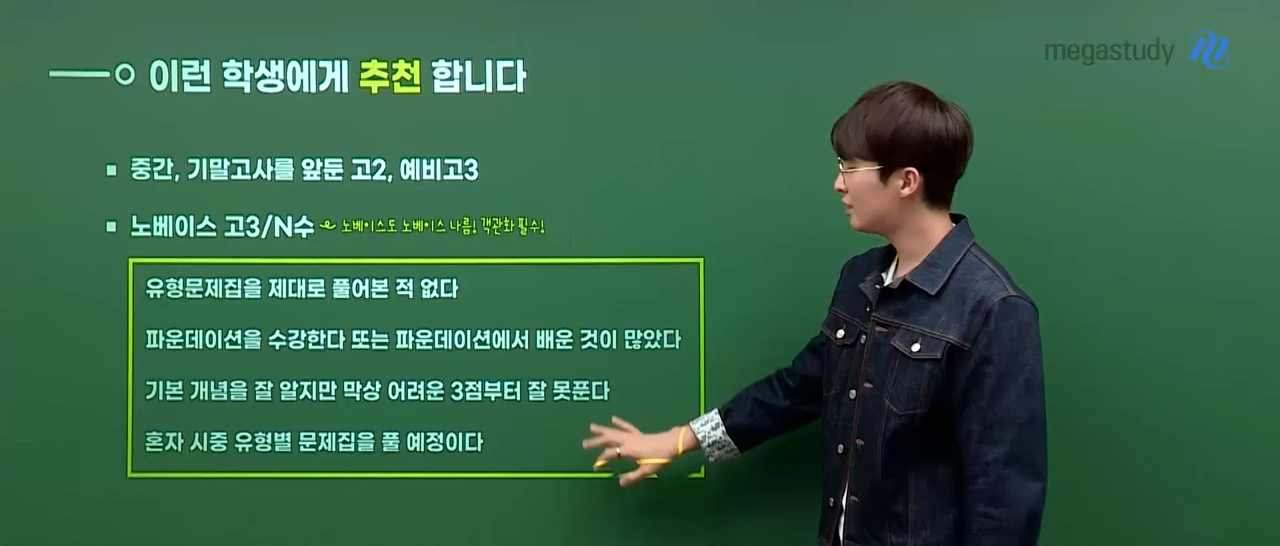 megastudy
이런 학생에게 추천 합니다
중간, 기말고사를 앞둔 고2, 예비고3
노베이스 고3/N수 노베이스도 노베이스 나름! 객관화 필수!
유형문제집을 제대로 풀어본 적 없다
파운데이션을 수강한다 또는 파운데이션에서 배운 것이 많았다
기본 개념을 잘 알지만 막상 어려운 3점부터 잘 못푼다
혼자 시중 유형별 문제집을 풀 예정이다